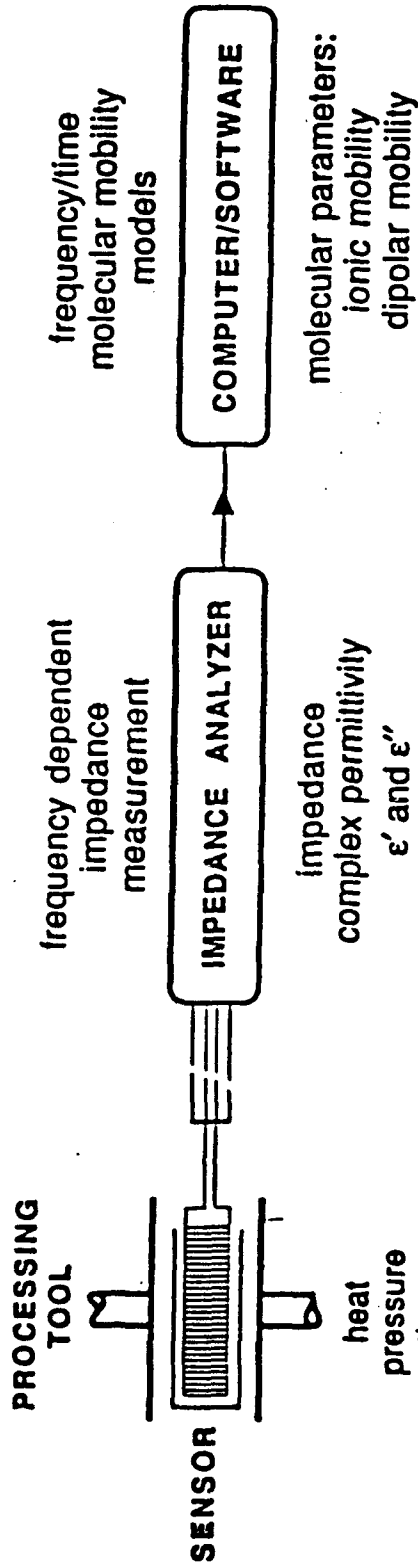 PROCESSING
TOOL
SENSOR
heat
pressure
frequency dependent
impedance
measurement
IMPEDANCE ANALYZER
impedance
complex permittivity
ε′ and ε″
frequency/time
molecular mobility
models
COMPUTER/SOFTWARE
molecular parameters:
ionic mobility
dipolar mobility